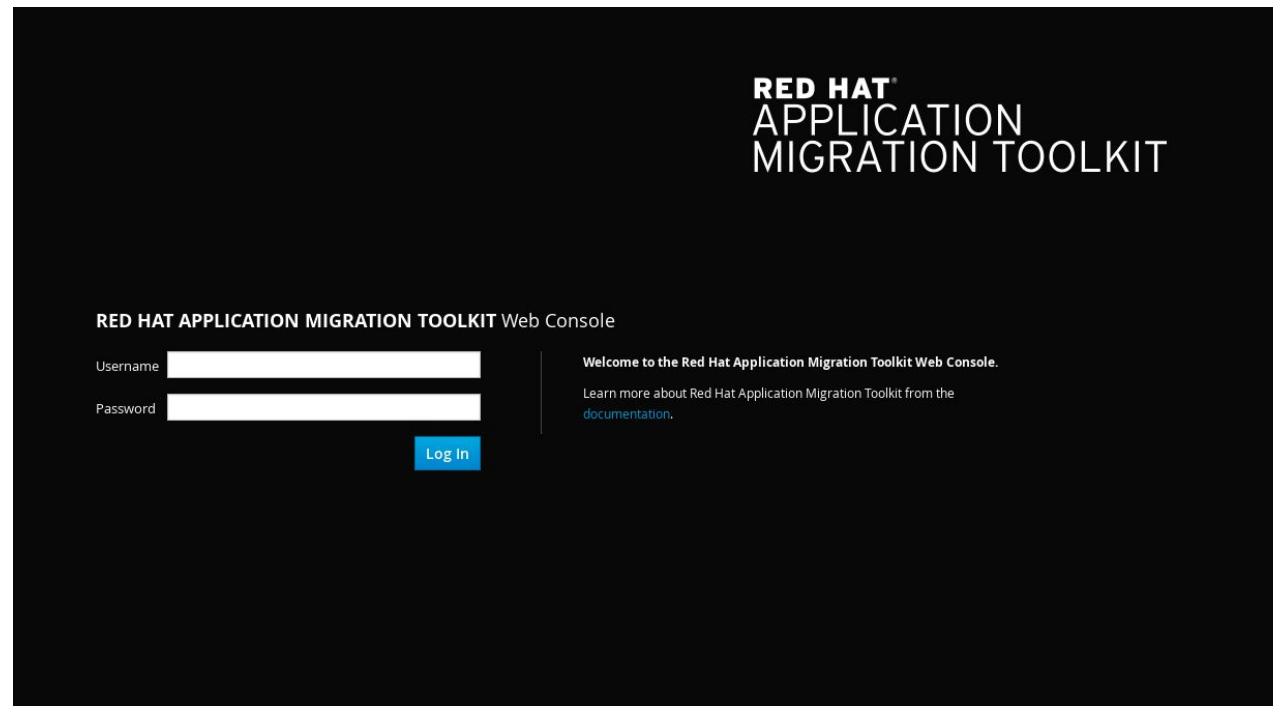 RED HAT®
APPLICATION
MIGRATION TOOLKIT
RED HAT APPLICATION MIGRATION TOOLKIT Web Console
Username
Password
Log In
Welcome to the Red Hat Application Migration Toolkit Web Console.
Learn more about Red Hat Application Migration Toolkit from the
documentation.